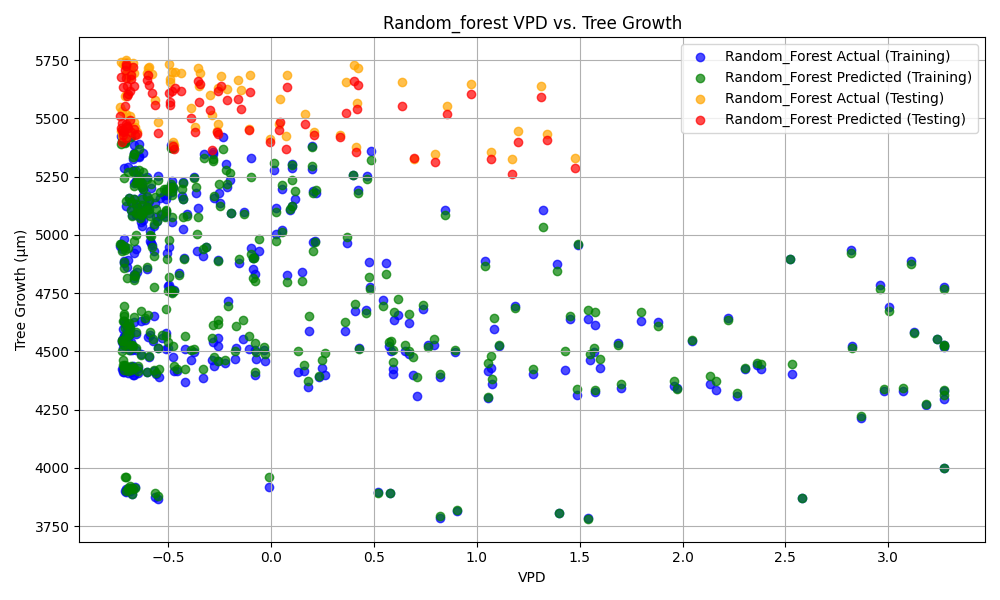 Random_forest VPD vs. Tree Growth
Random_Forest Actual (Training)
Random_Forest Predicted (Training)
Random_Forest Actual (Testing)
Random_Forest Predicted (Testing)
Tree Growth (μm)
5750
5500
5250
5000
4750
4500
4250
4000
3750
−0.5 0.0 0.5 1.0 1.5 2.0 2.5 3.0
VPD